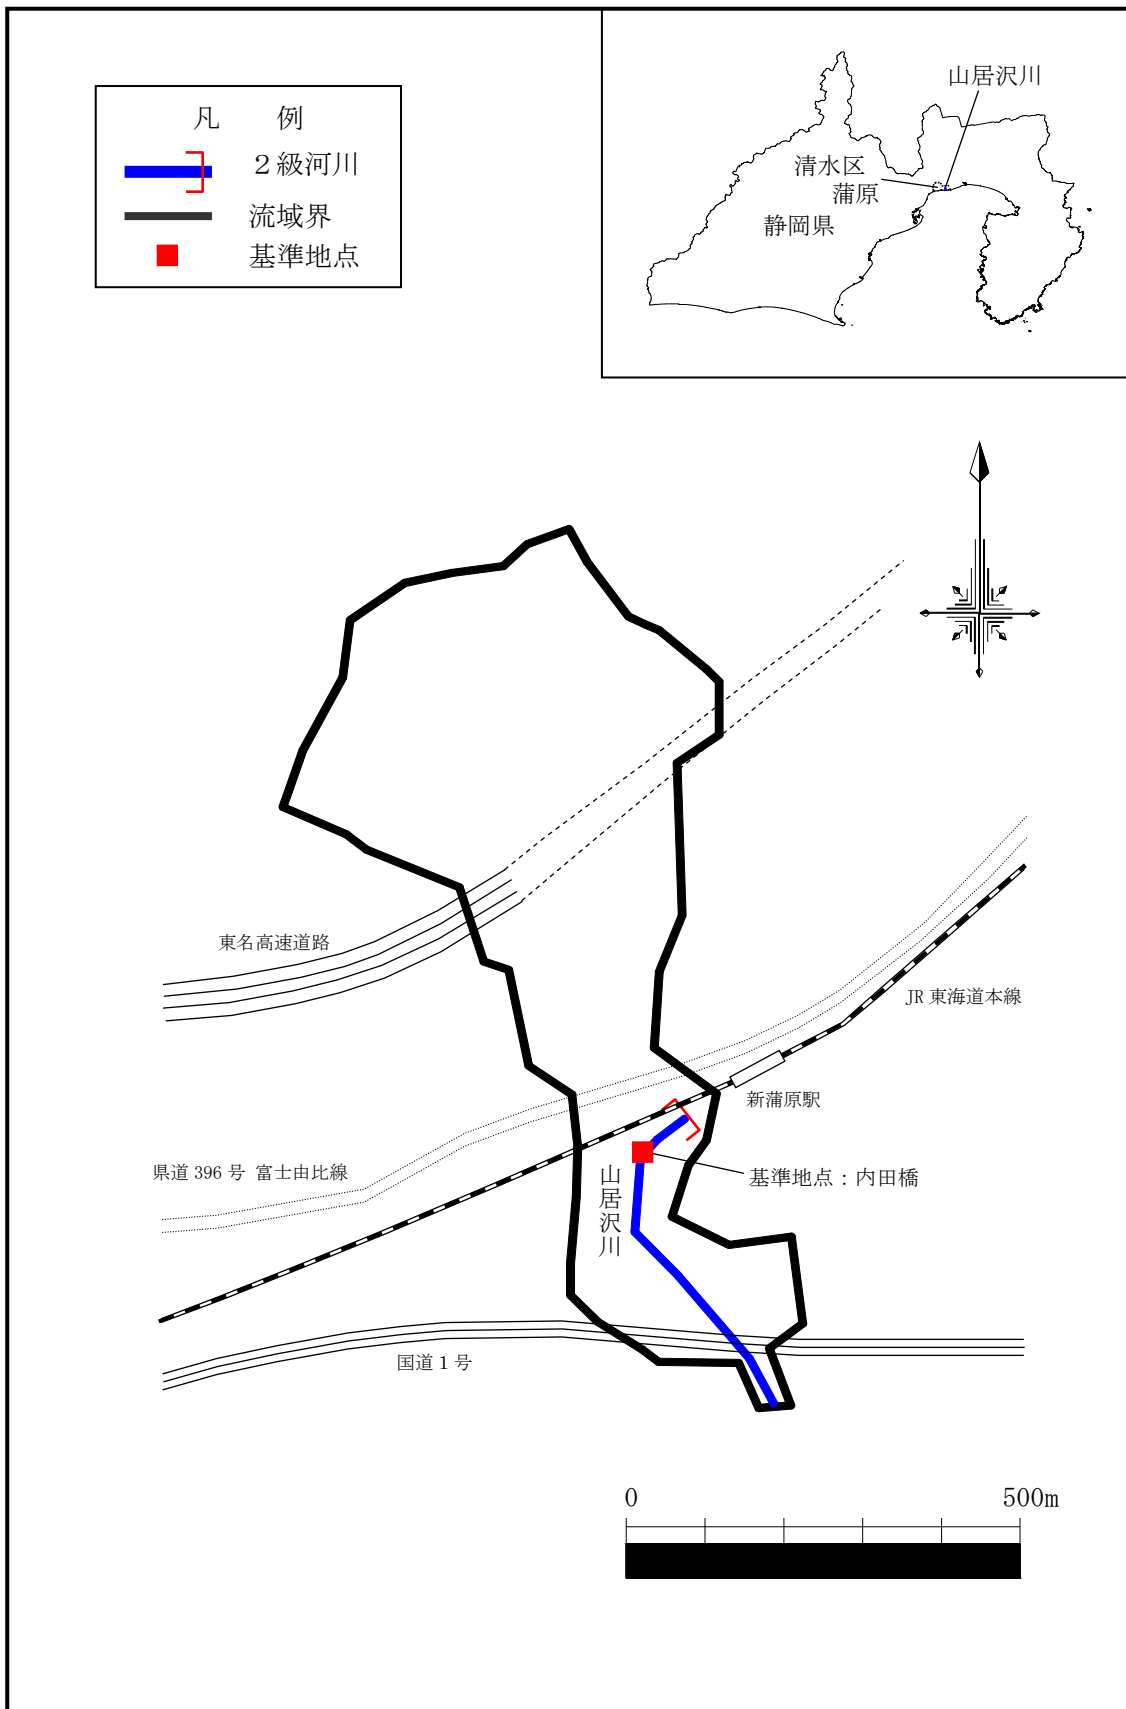 凡　　例
２級河川
流域界
基準地点
山居沢川
清水区
蒲原
静岡県
東名高速道路
JR 東海道本線
新蒲原駅
県道 396 号 富士由比線
山居沢川
基準地点：内田橋
国道 1 号
0 500m